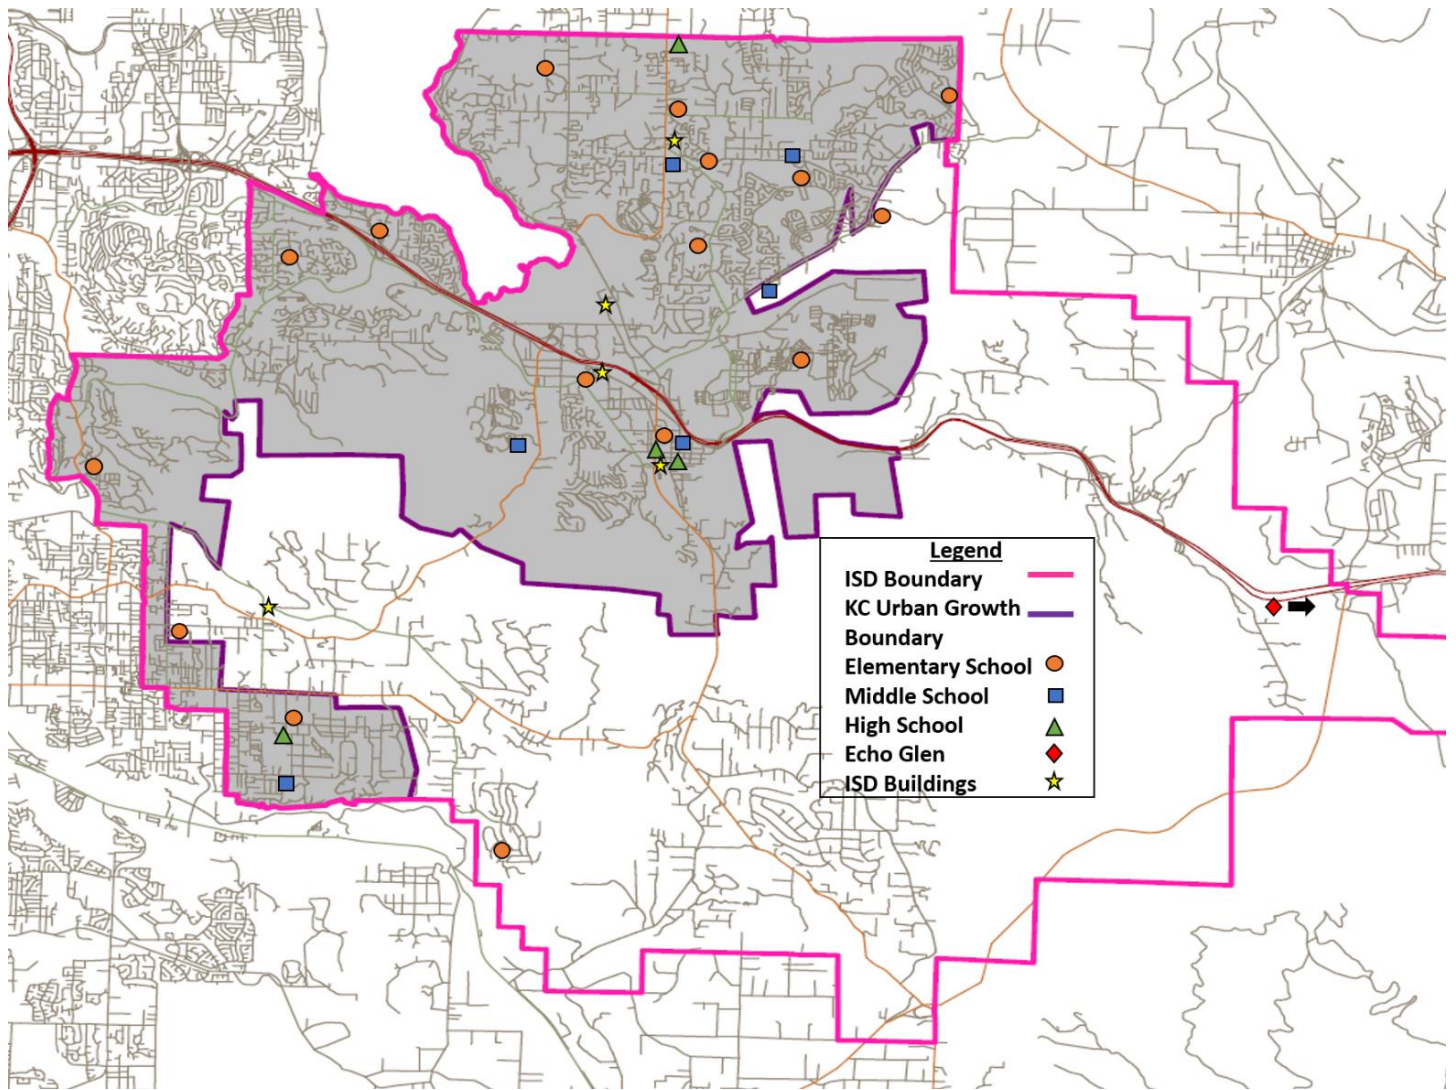 Legend
ISD Boundary
KC Urban Growth
Boundary
Elementary School
Middle School
High School
Echo Glen
ISD Buildings